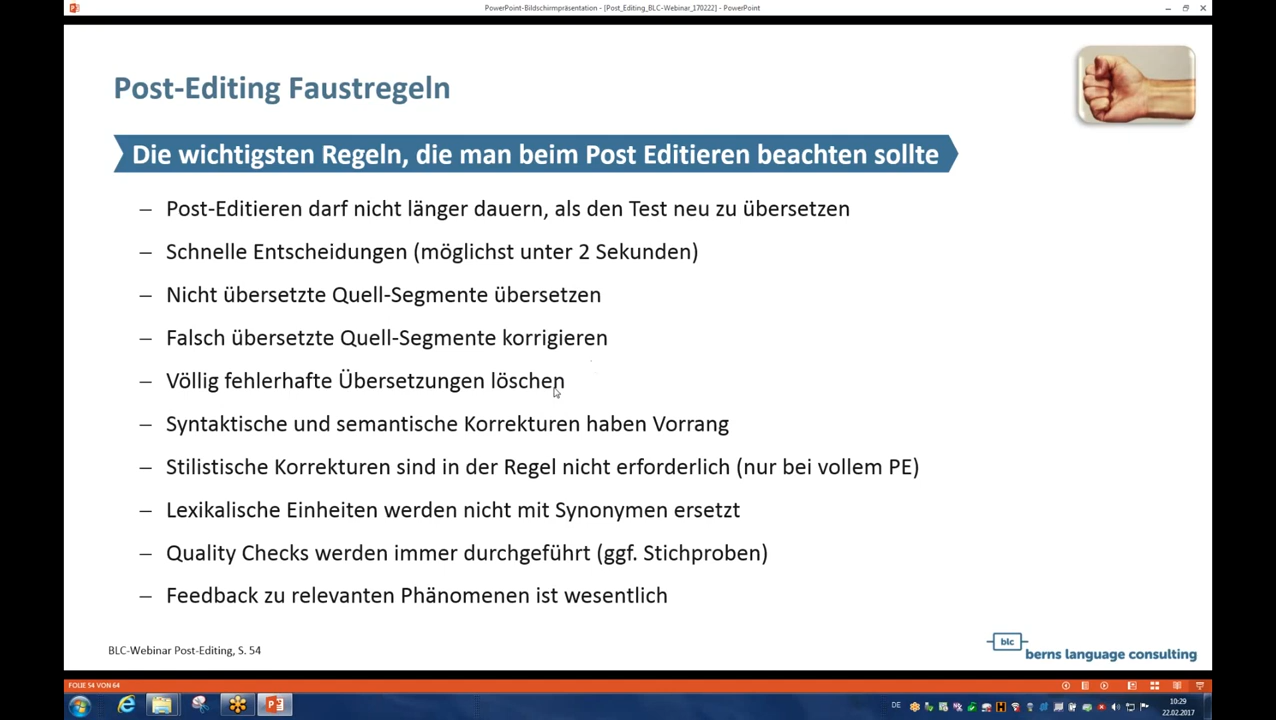 PowerPoint-Bildschirmpräsentation - [Post_Editing_BLC-Webinar_170222] - PowerPoint
Post-Editing Faustregeln
Die wichtigsten Regeln, die man beim Post Editieren beachten sollte
– Post-Editieren darf nicht länger dauern, als den Test neu zu übersetzen
– Schnelle Entscheidungen (möglichst unter 2 Sekunden)
– Nicht übersetzte Quell-Segmente übersetzen
– Falsch übersetzte Quell-Segmente korrigieren
– Völlig fehlerhafte Übersetzungen löschen
– Syntaktische und semantische Korrekturen haben Vorrang
– Stilistische Korrekturen sind in der Regel nicht erforderlich (nur bei vollem PE)
– Lexikalische Einheiten werden nicht mit Synonymen ersetzt
– Quality Checks werden immer durchgeführt (ggf. Stichproben)
– Feedback zu relevanten Phänomenen ist wesentlich
BLC-Webinar Post-Editing, S. 54
blc
berns language consulting
FOLIE 54 VON 64
DE
10:29
22.02.2017